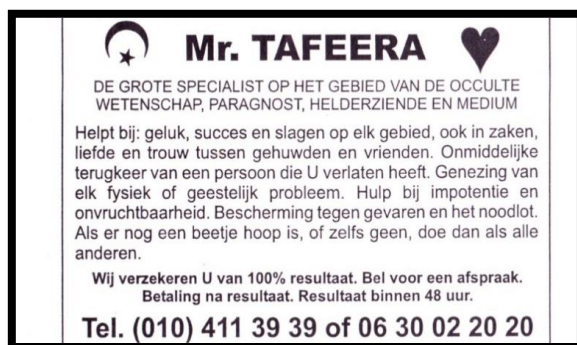 Mr. TAFEERA
DE GROTE SPECIALIST OP HET GEBIED VAN DE OCCULTE
WETENSCHAP, PARAGNOST, HELDERZIENDE EN MEDIUM
Helpt bij: geluk, succes en slagen op elk gebied, ook in zaken,
liefde en trouw tussen gehuwden en vrienden. Onmiddelijke
terugkeer van een persoon die U verlaten heeft. Genezing van
elk fysiek of geestelijk probleem. Hulp bij impotentie en
onvruchtbaarheid. Bescherming tegen gevaren en het noodlot.
Als er nog een beetje hoop is, of zelfs geen, doe dan als alle
anderen.
Wij verzekeren U van 100% resultaat. Bel voor een afspraak.
Betaling na resultaat. Resultaat binnen 48 uur.
Tel. (010) 411 39 39 of 06 30 02 20 20